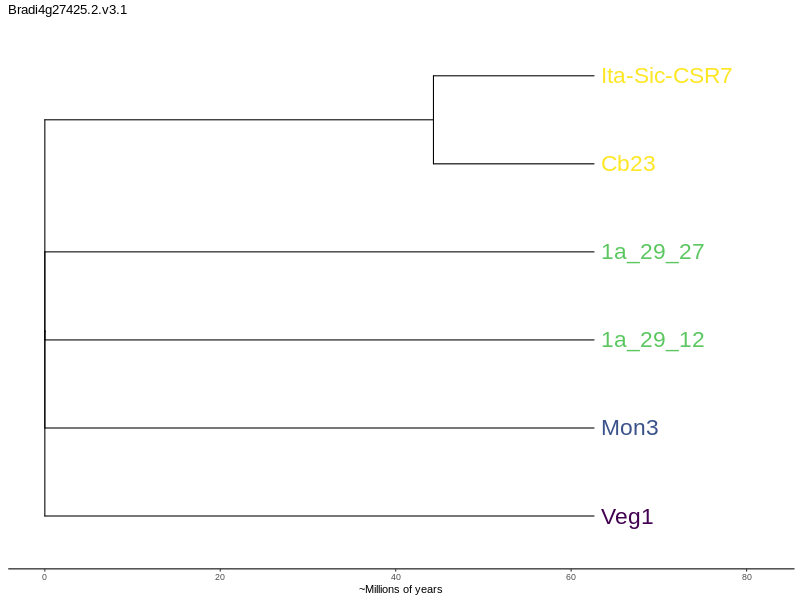 Bradi4g27425.2.v3.1
Ita-Sic-CSR7
Cb23
1a_29_27
1a_29_12
Mon3
Veg1
0 20 40 60 80
~Millions of years